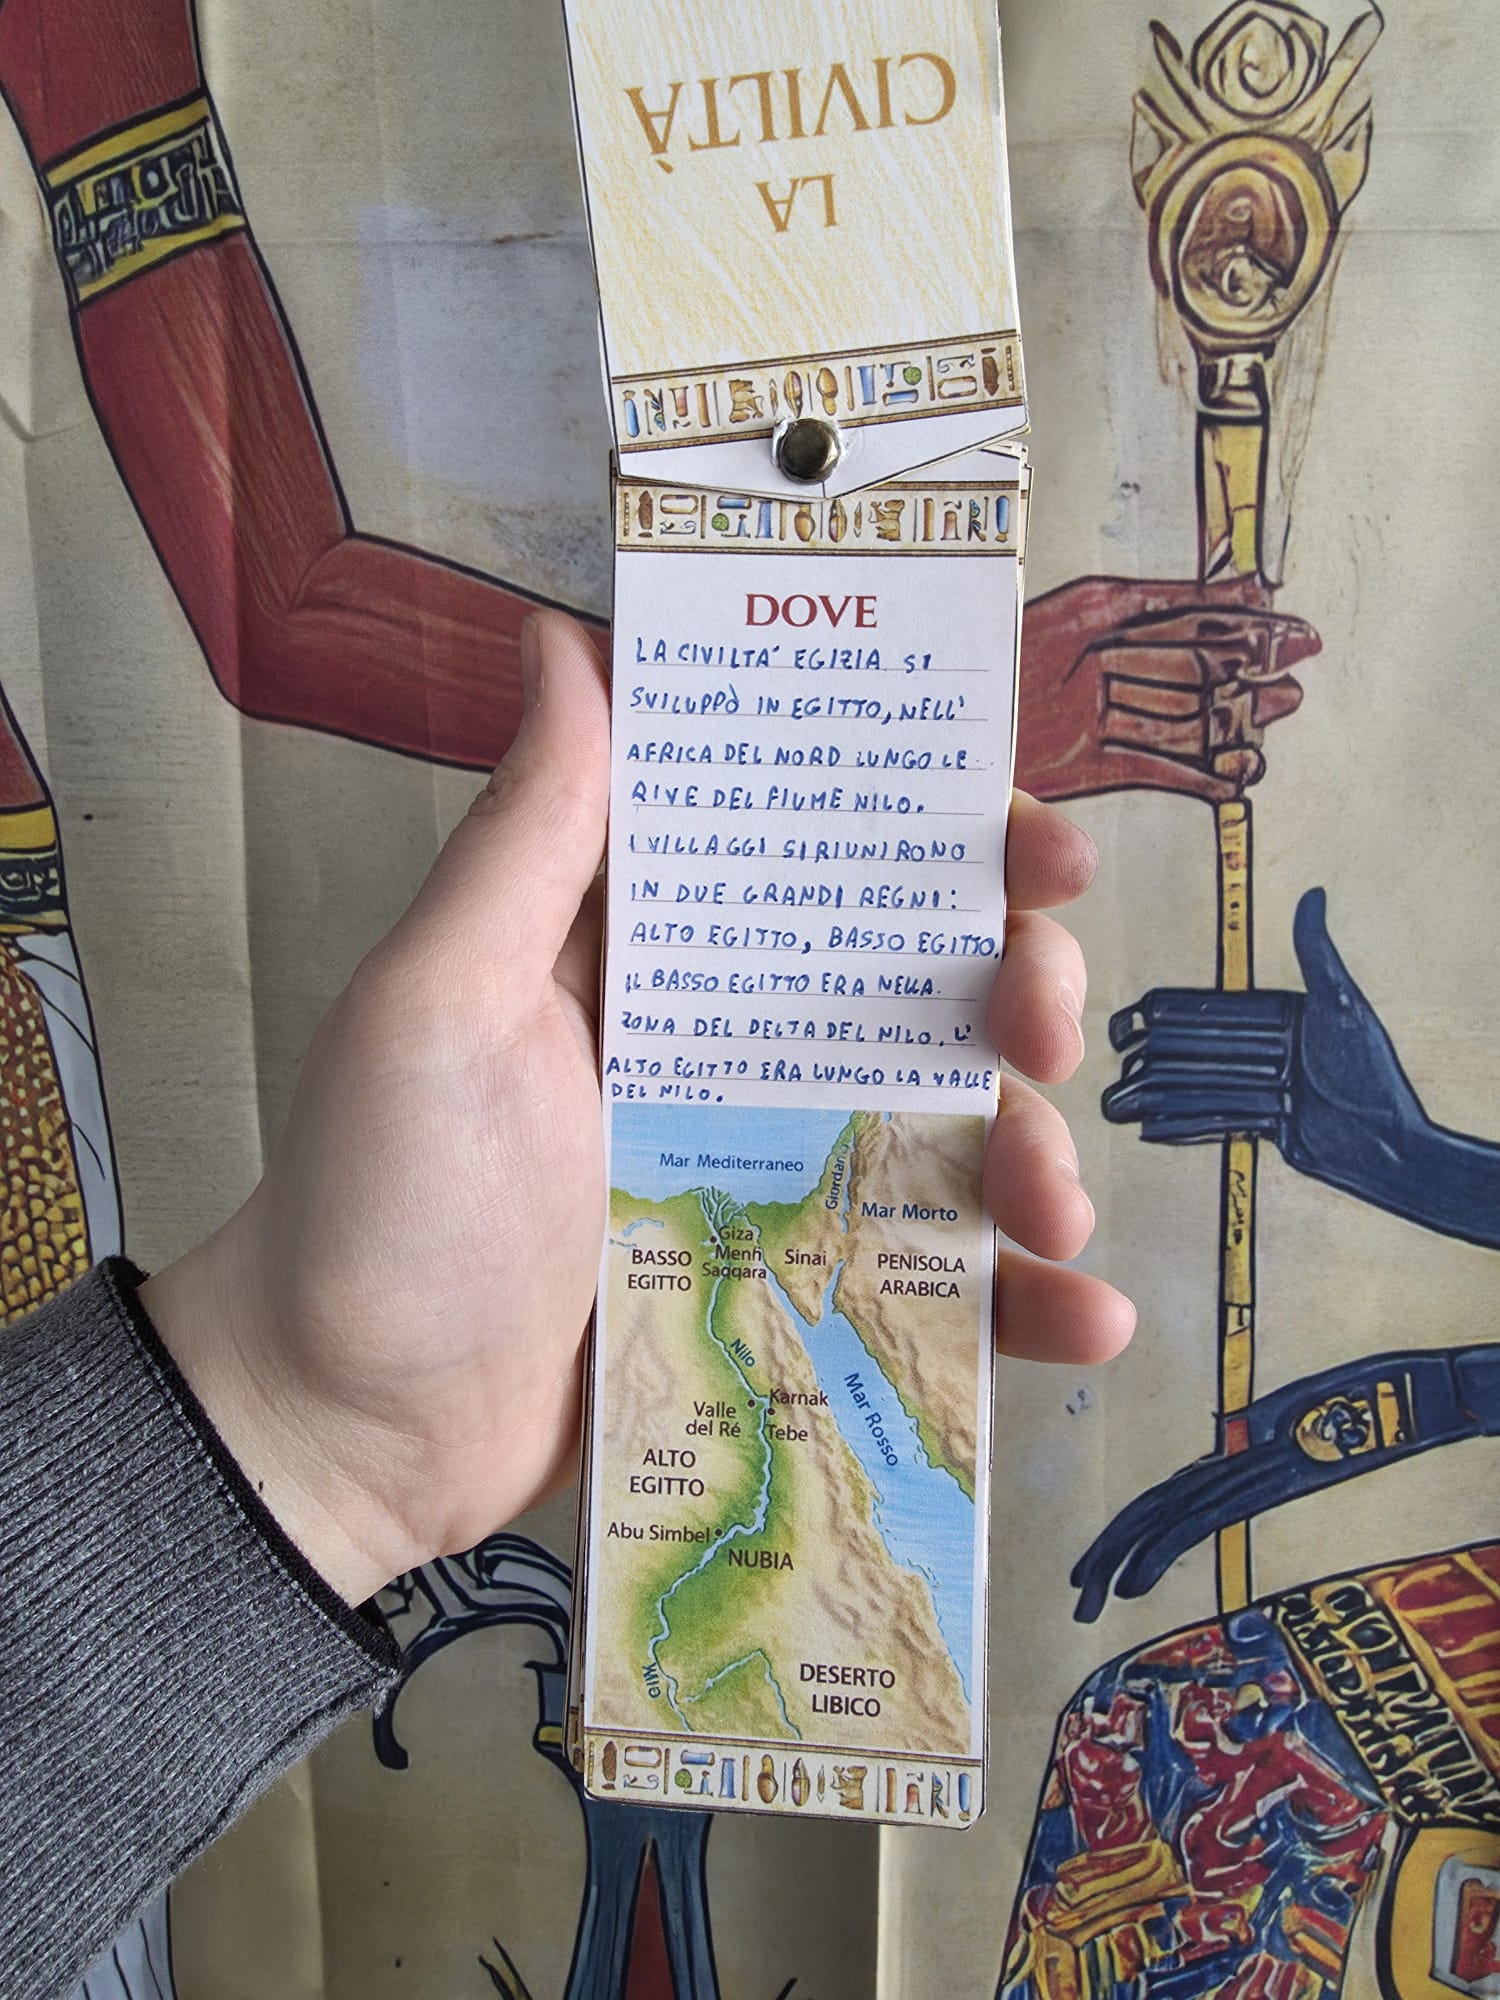 LA
CIVILTÀ
DOVE
LA CIVILTA' EGIZIA SI
SVILUPPÒ IN EGITTO, NELL'
AFRICA DEL NORD LUNGO LE
RIVE DEL FIUME NILO.
I VILLAGGI SI RIUNIRONO
IN DUE GRANDI REGNI:
ALTO EGITTO, BASSO EGITTO.
IL BASSO EGITTO ERA NELLA
ZONA DEL DELTA DEL NILO. L'
ALTO EGITTO ERA LUNGO LA VALLE
DEL NILO.
Mar Mediterraneo
Giordano
Mar Morto
Giza
Menfi
Saqqara
BASSO
EGITTO
Sinai
PENISOLA
ARABICA
Nilo
Karnak
Valle
del Ré
Tebe
Mar Rosso
ALTO
EGITTO
Abu Simbel
NUBIA
Nilo
DESERTO
LIBICO